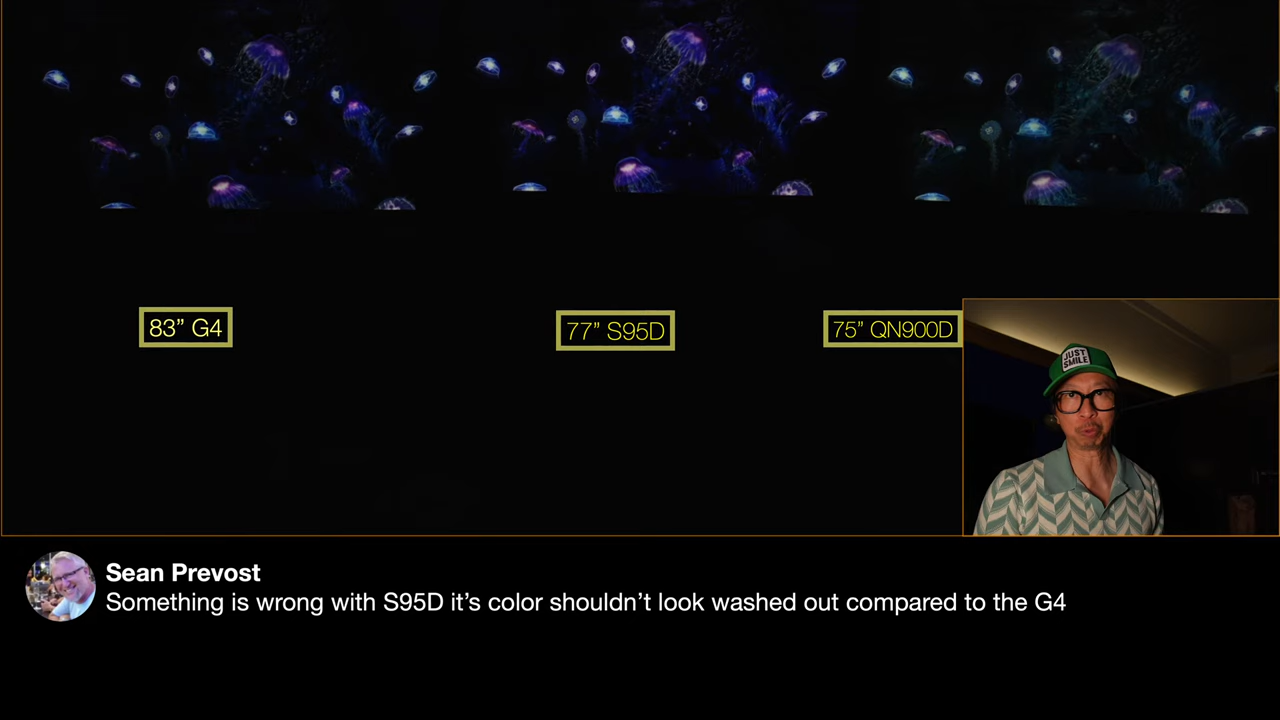 83” G4
77” S95D
75” QN900D
JUST
SMILE
Sean Prevost
Something is wrong with S95D it’s color shouldn’t look washed out compared to the G4